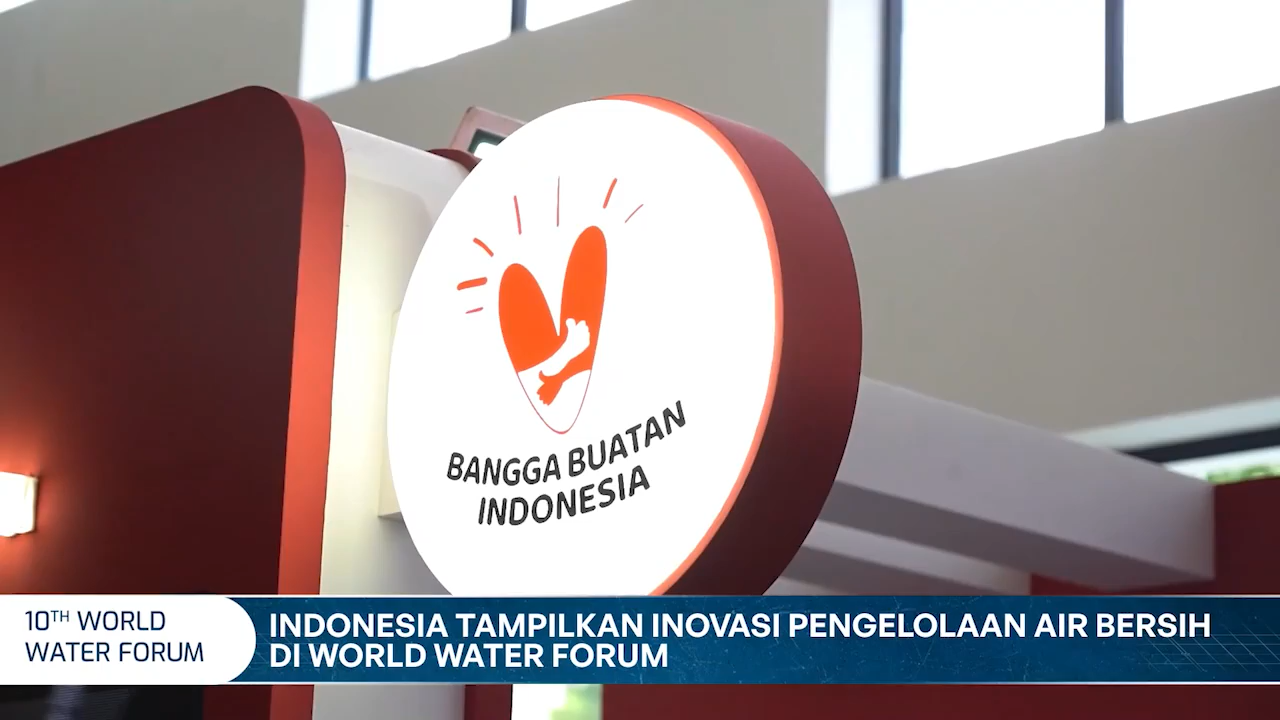 BANGGA BUATAN
INDONESIA
10TH WORLD
WATER FORUM
INDONESIA TAMPILKAN INOVASI PENGELOLAAN AIR BERSIH
DI WORLD WATER FORUM